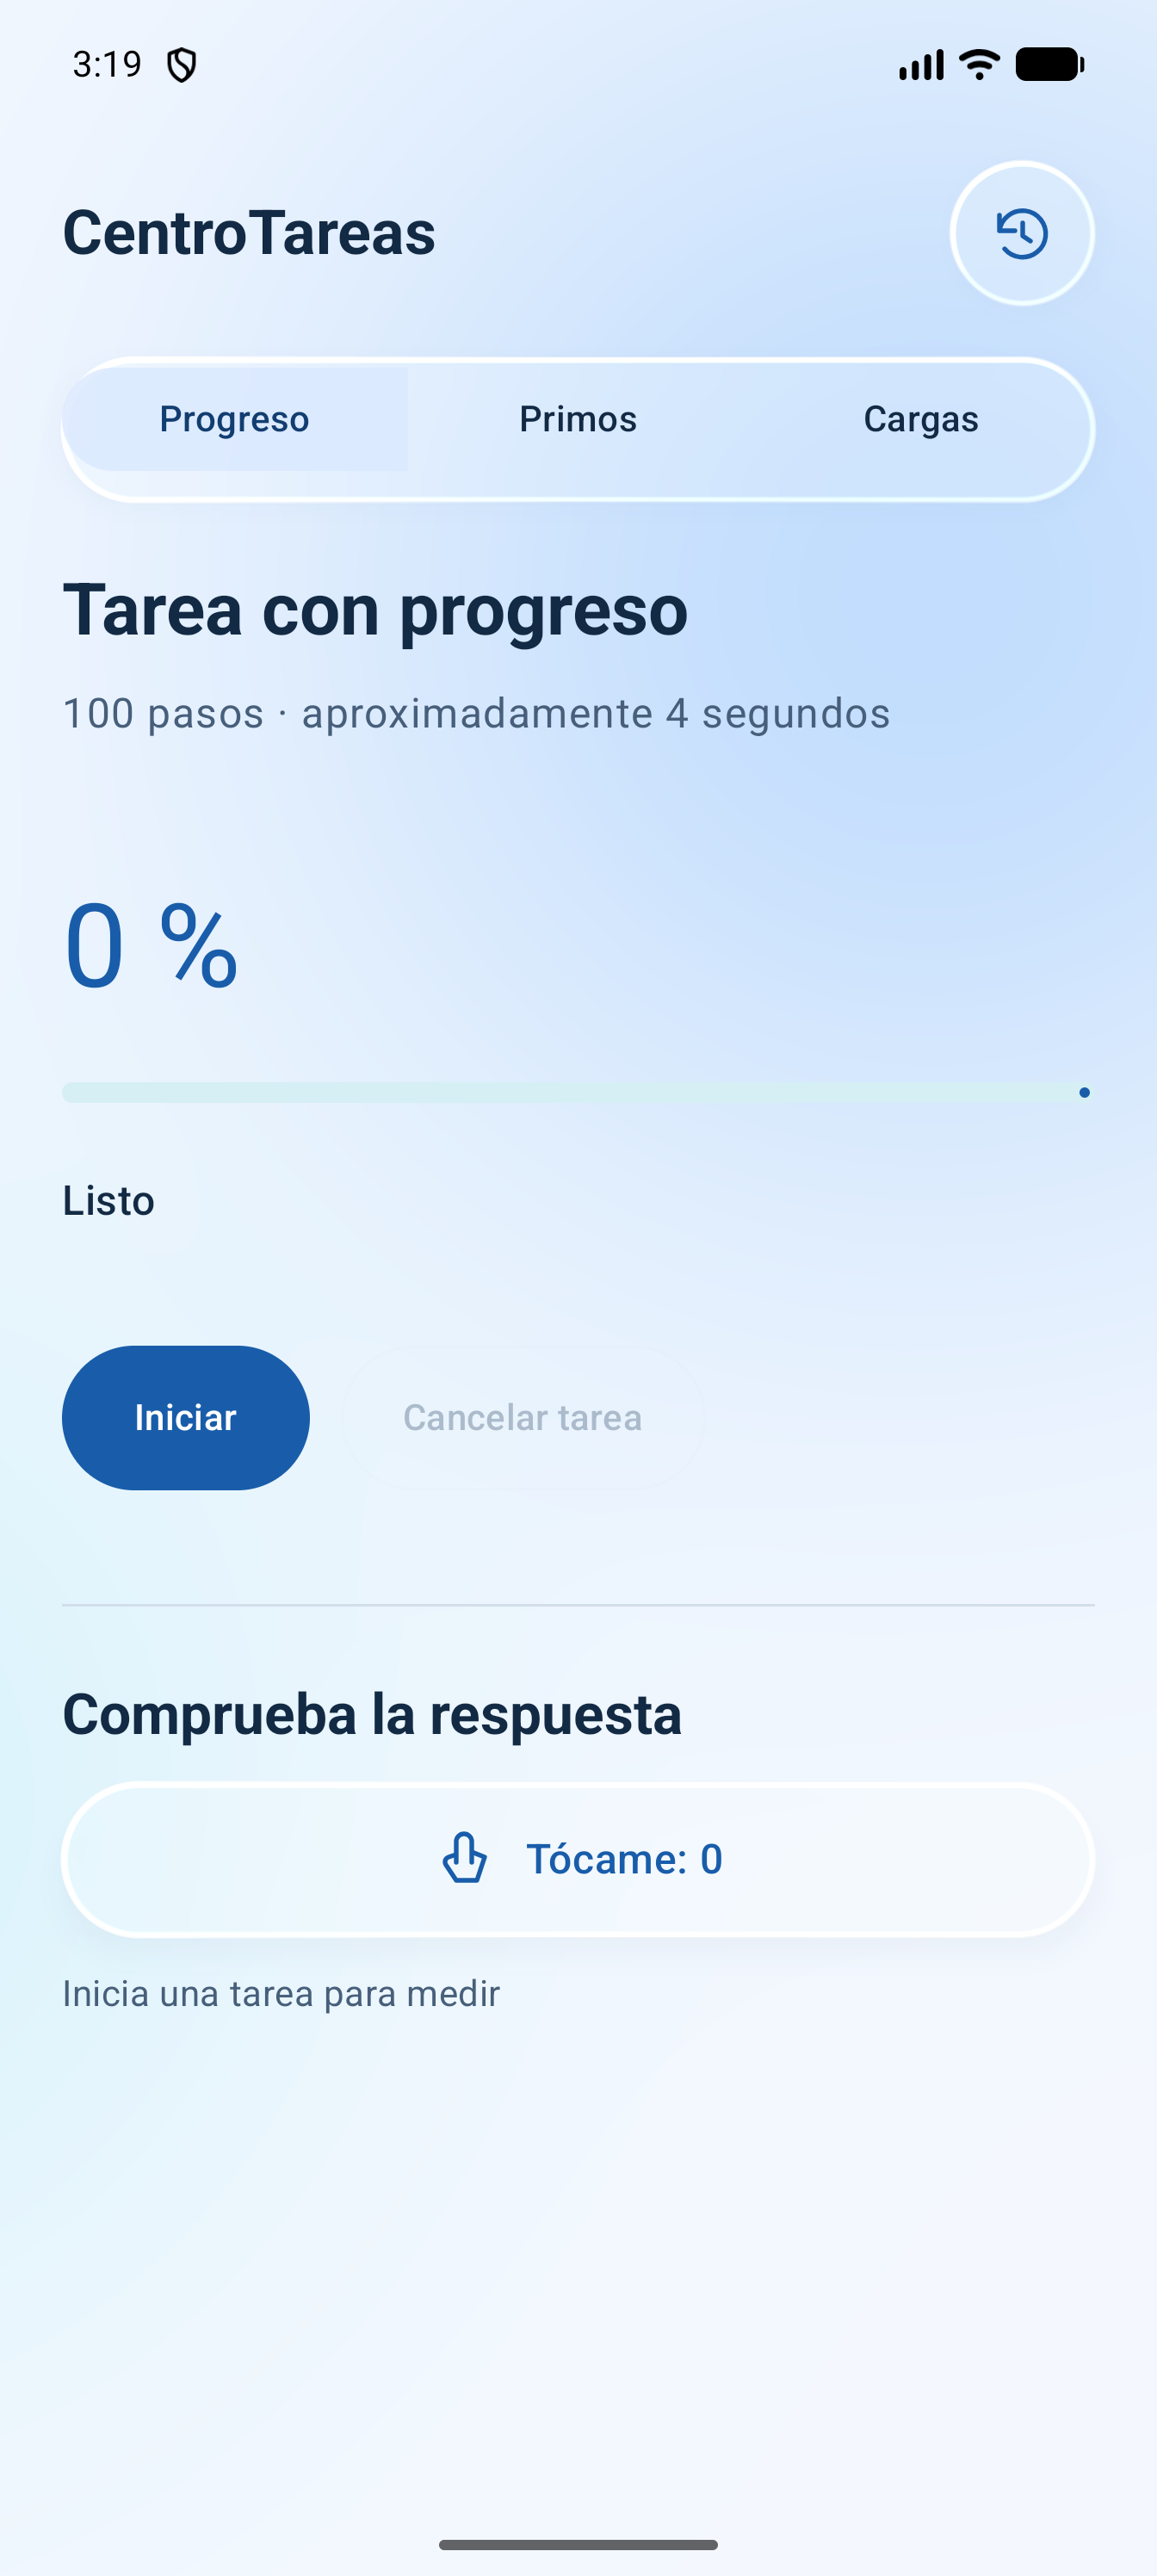 3:19
CentroTareas
Progreso Primos Cargas
Tarea con progreso
100 pasos · aproximadamente 4 segundos
0 %
Listo
Iniciar Cancelar tarea
Comprueba la respuesta
Tócame: 0
Inicia una tarea para medir